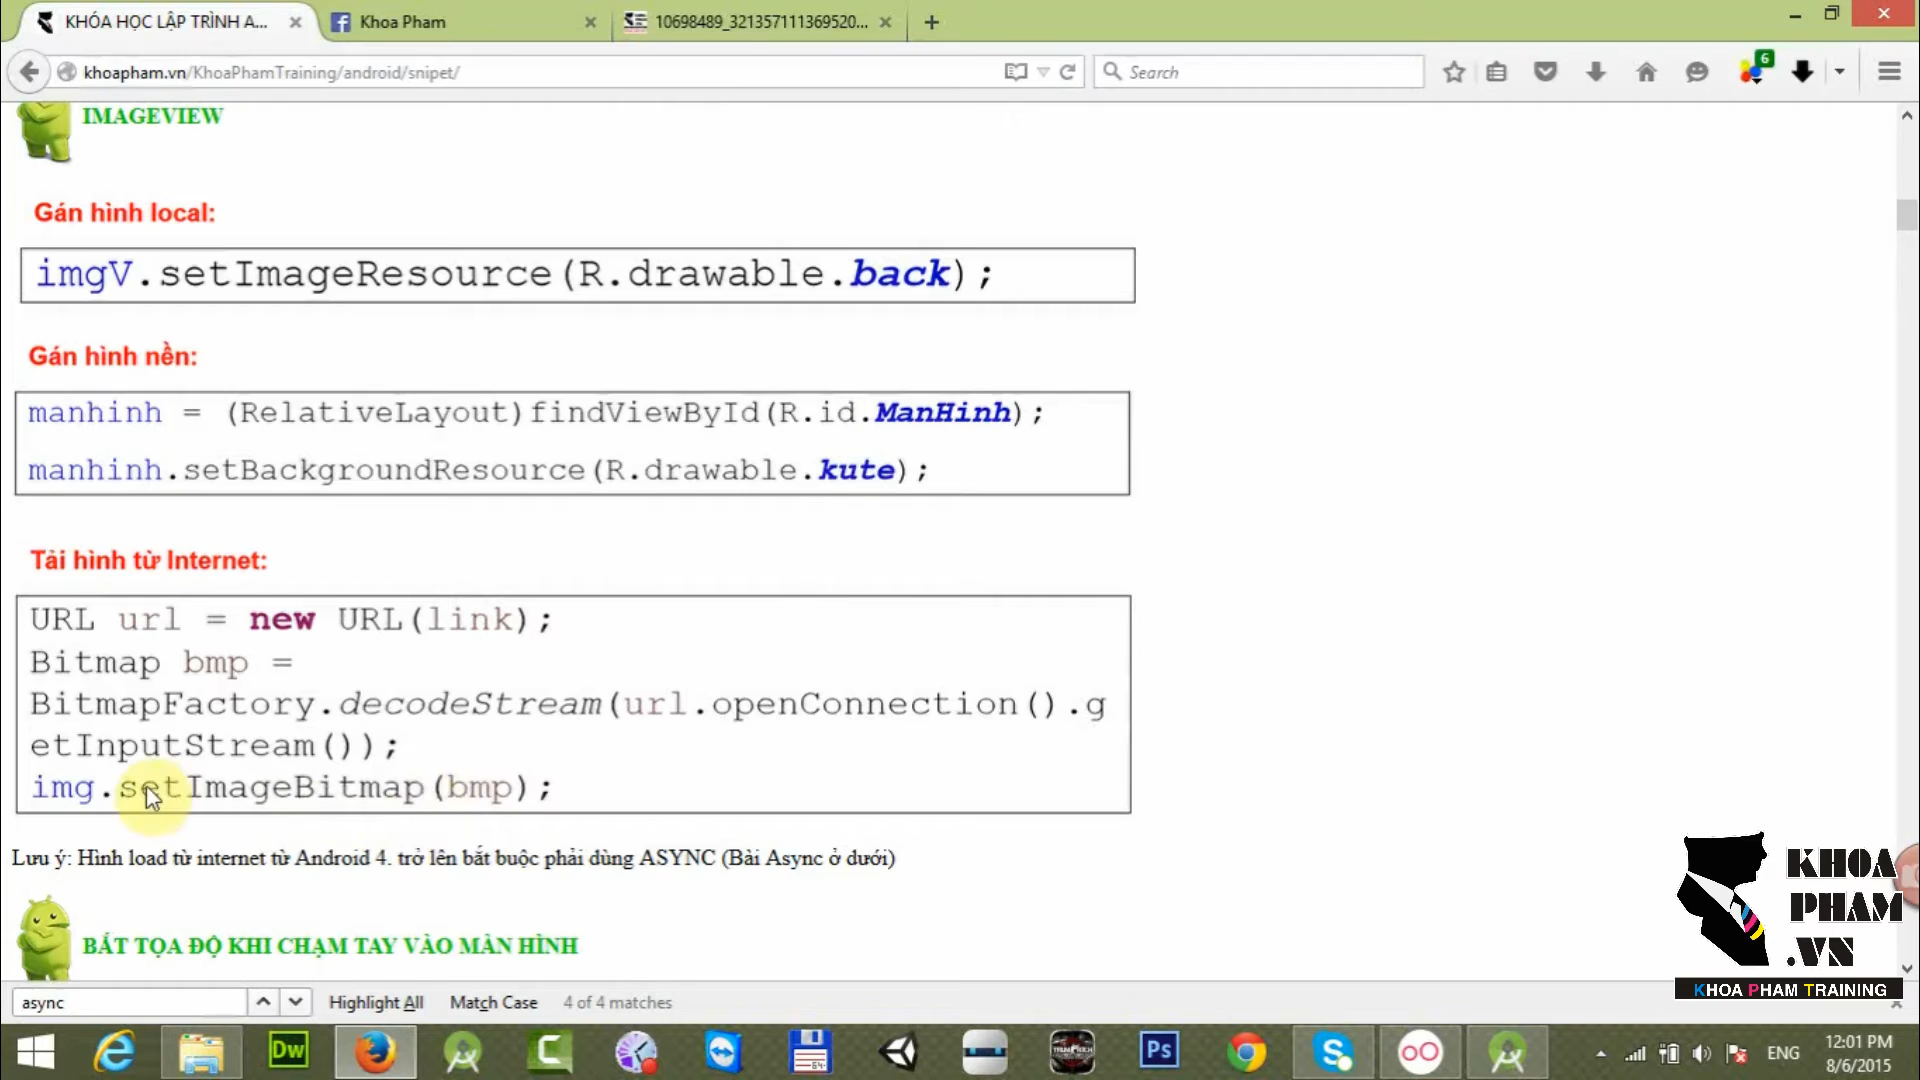 KHÓA HỌC LẬP TRÌNH A...
Khoa Pham
10698489_321357111369520...
khoapham.vn/KhoaPhamTraining/android/snipet/
Search
6
IMAGEVIEW
Gán hình local:
imgV.setImageResource(R.drawable.back);
Gán hình nền:
manhinh = (RelativeLayout)findViewById(R.id.ManHinh);
manhinh.setBackgroundResource(R.drawable.kute);
Tải hình từ Internet:
URL url = new URL(link);
Bitmap bmp =
BitmapFactory.decodeStream(url.openConnection().g
etInputStream());
img.setImageBitmap(bmp);
Lưu ý: Hình load từ internet từ Android 4. trở lên bắt buộc phải dùng ASYNC (Bài Async ở dưới)
BẮT TỌA ĐỘ KHI CHẠM TAY VÀO MÀN HÌNH
KHOA
PHAM
.VN
KHOA PHAM TRAINING
async
Highlight All
Match Case
4 of 4 matches
Dw
Ps
ENG
12:01 PM
8/6/2015